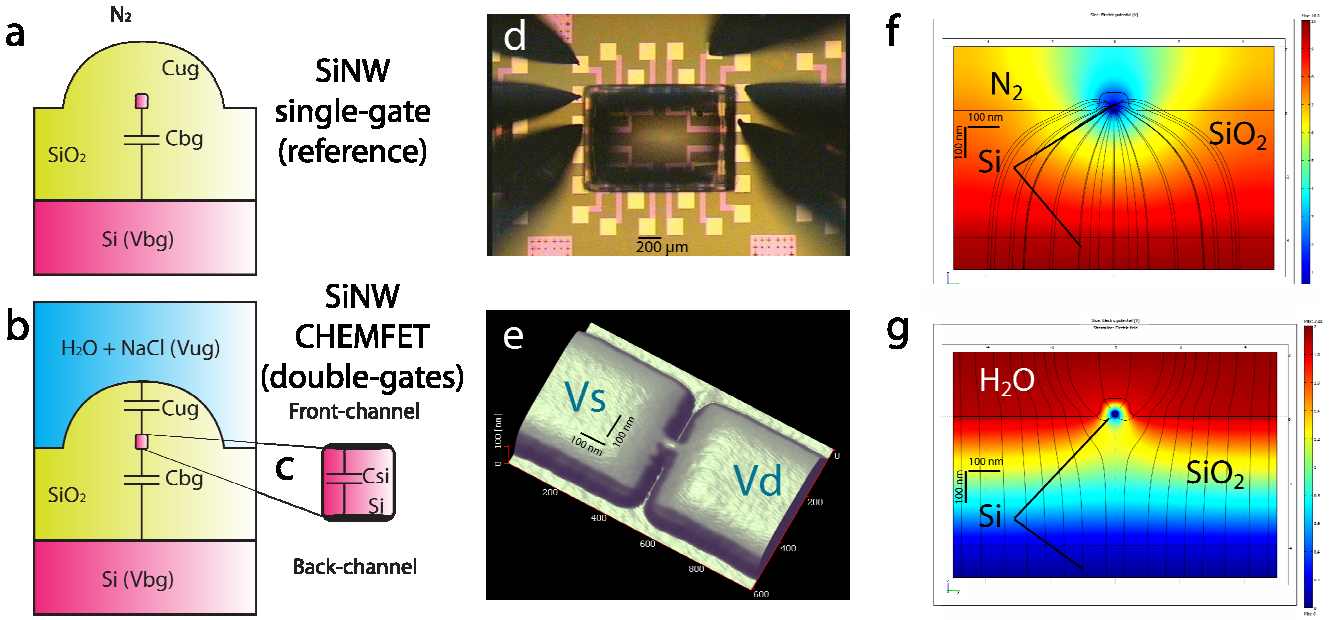 a
N₂
Cug
Cbg
SiO₂
Si (Vbg)
SiNW
single-gate
(reference)
b
H₂O + NaCl (Vug)
Cug
Cbg
SiO₂
Si (Vbg)
SiNW
CHEMFET
(double-gates)
Front-channel
c
Csi
Si
Back-channel
d
200 µm
e
Vs
Vd
100 nm
100 nm
0
100 [nm]
200
400
600
800
0
200
400
600
f
N₂
100 nm
100 nm
SiO₂
Si
g
H₂O
100 nm
100 nm
SiO₂
Si